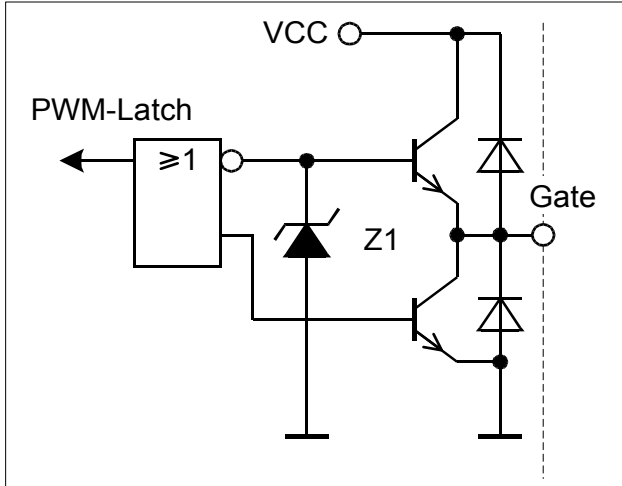 VCC
PWM-Latch
≥1
Gate
Z1